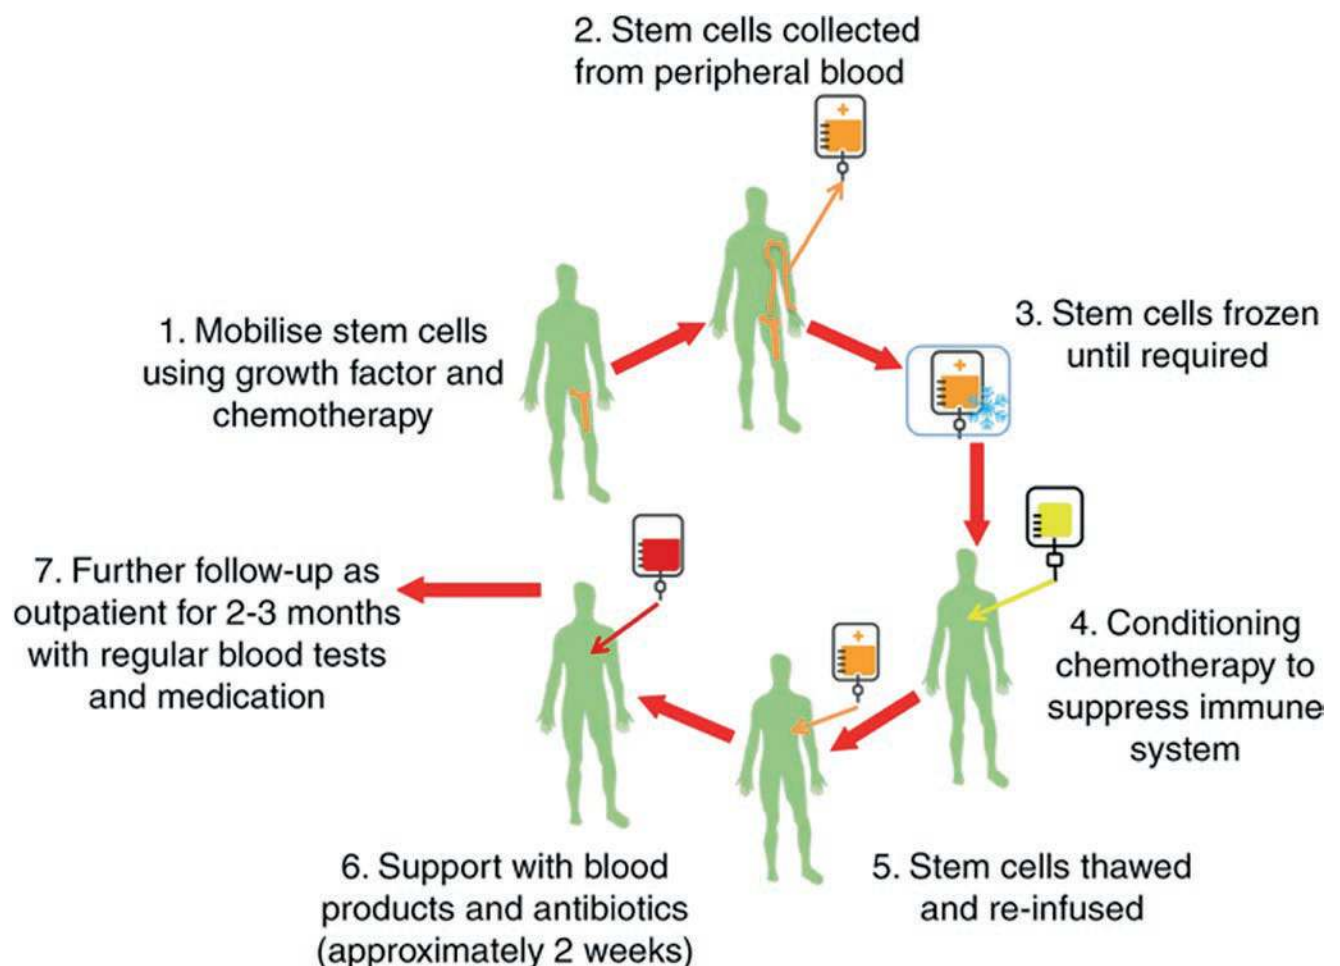 2. Stem cells collected
from peripheral blood
1. Mobilise stem cells
using growth factor and
chemotherapy
3. Stem cells frozen
until required
4. Conditioning
chemotherapy to
suppress immune
system
5. Stem cells thawed
and re-infused
6. Support with blood
products and antibiotics
(approximately 2 weeks)
7. Further follow-up as
outpatient for 2-3 months
with regular blood tests
and medication